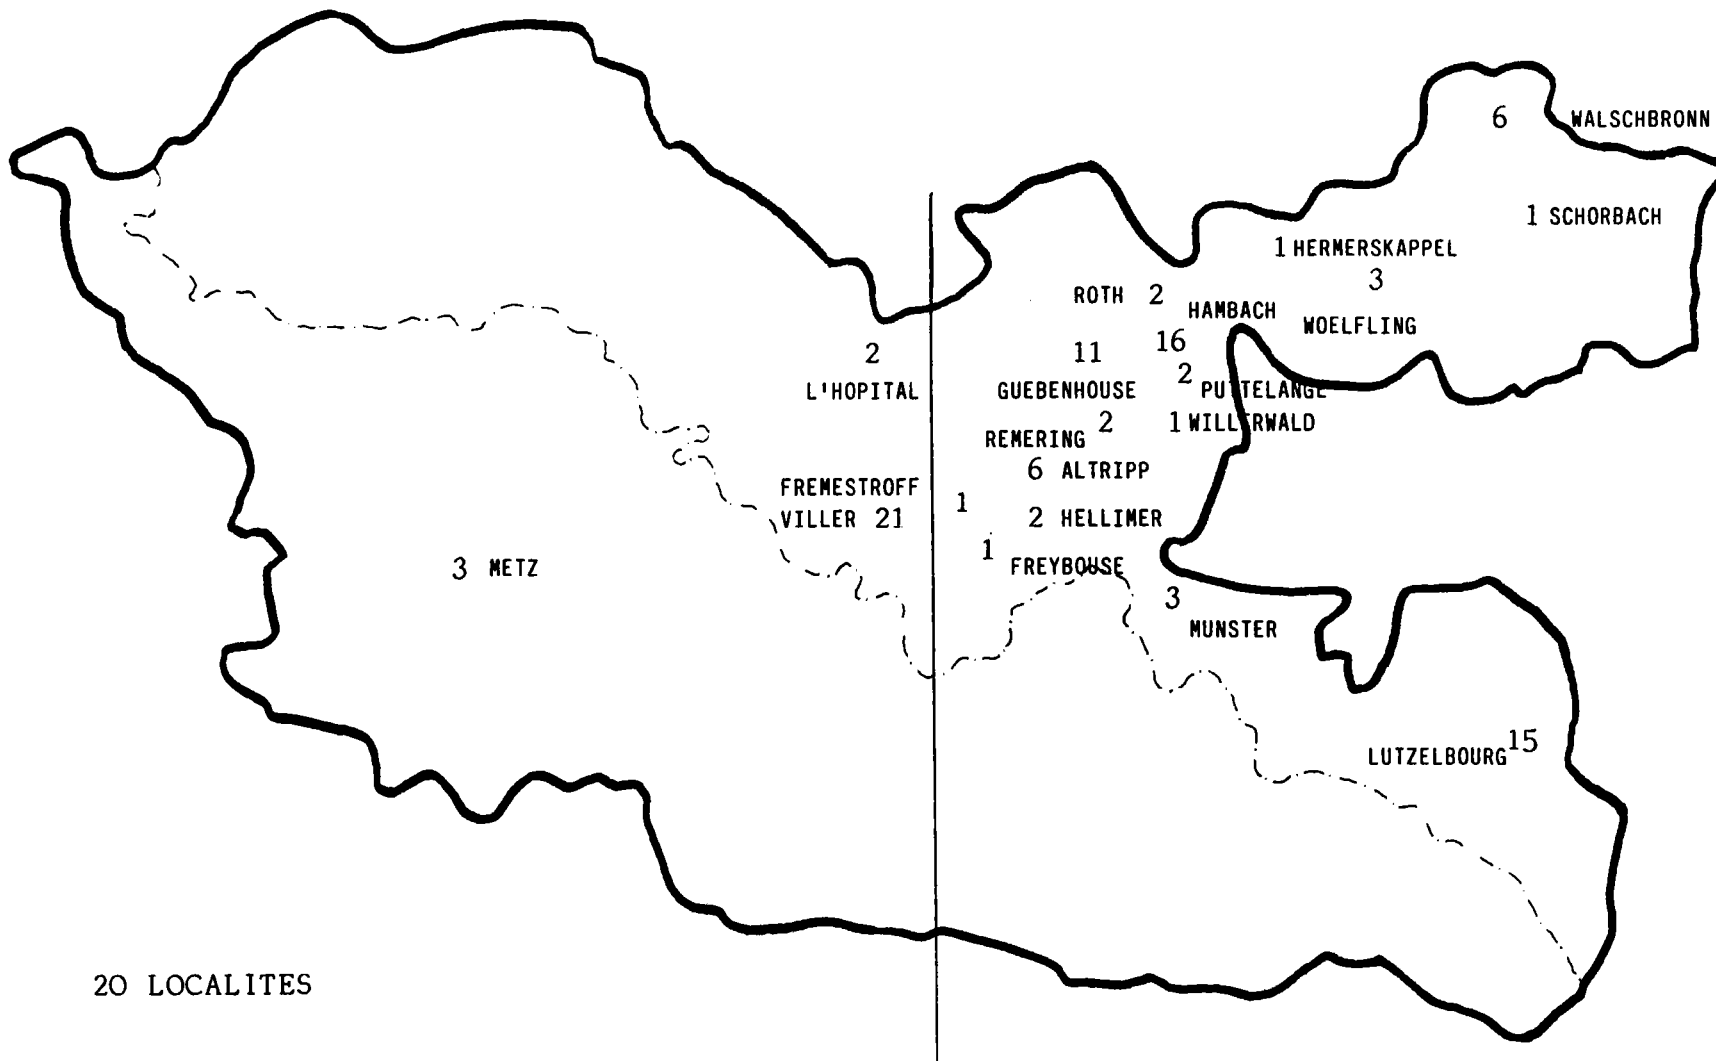 6 WALSCHBRONN
1 SCHORBACH
1 HERMERSKAPPEL
3
WOELFLING
ROTH 2
HAMBACH
16
2
L'HOPITAL
11
GUEBENHOUSE
2
PUTTELANGE
2
REMERING
1 WILLERWALD
6 ALTRIPP
FREMESTROFF
1
VILLER 21
2 HELLIMER
1
FREYBOUSE
3 METZ
3
MUNSTER
LUTZELBOURG 15
20 LOCALITES